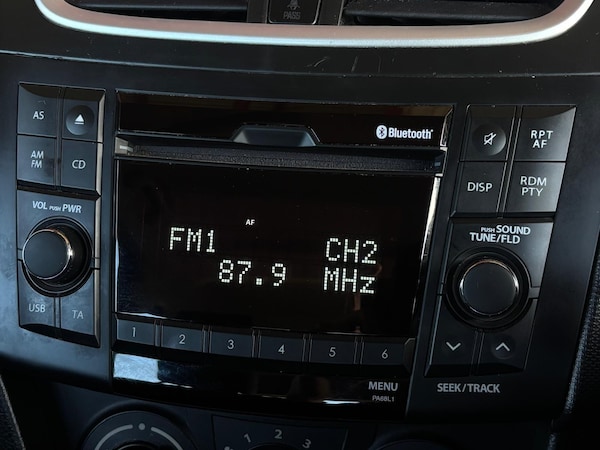 PASS
AS
AM
FM
CD
Bluetooth®
RPT
AF
DISP
RDM
PTY
VOL PUSH PWR
USB
TA
AF
FM1 CH2
87.9 MHz
PUSH SOUND
TUNE/FLD
1 2 3 4 5 6
MENU
PA6BL1
SEEK/TRACK
1 2 3